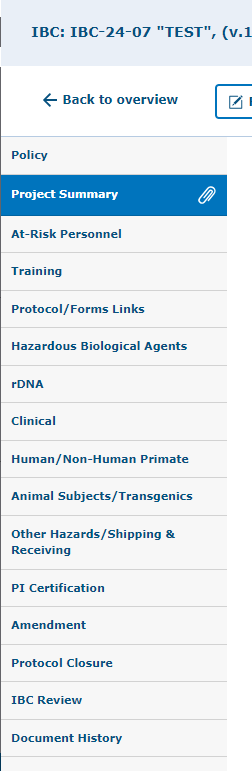 IBC: IBC-24-07 "TEST", (v.1
Back to overview
Policy
Project Summary
At-Risk Personnel
Training
Protocol/Forms Links
Hazardous Biological Agents
rDNA
Clinical
Human/Non-Human Primate
Animal Subjects/Transgenics
Other Hazards/Shipping &
Receiving
PI Certification
Amendment
Protocol Closure
IBC Review
Document History